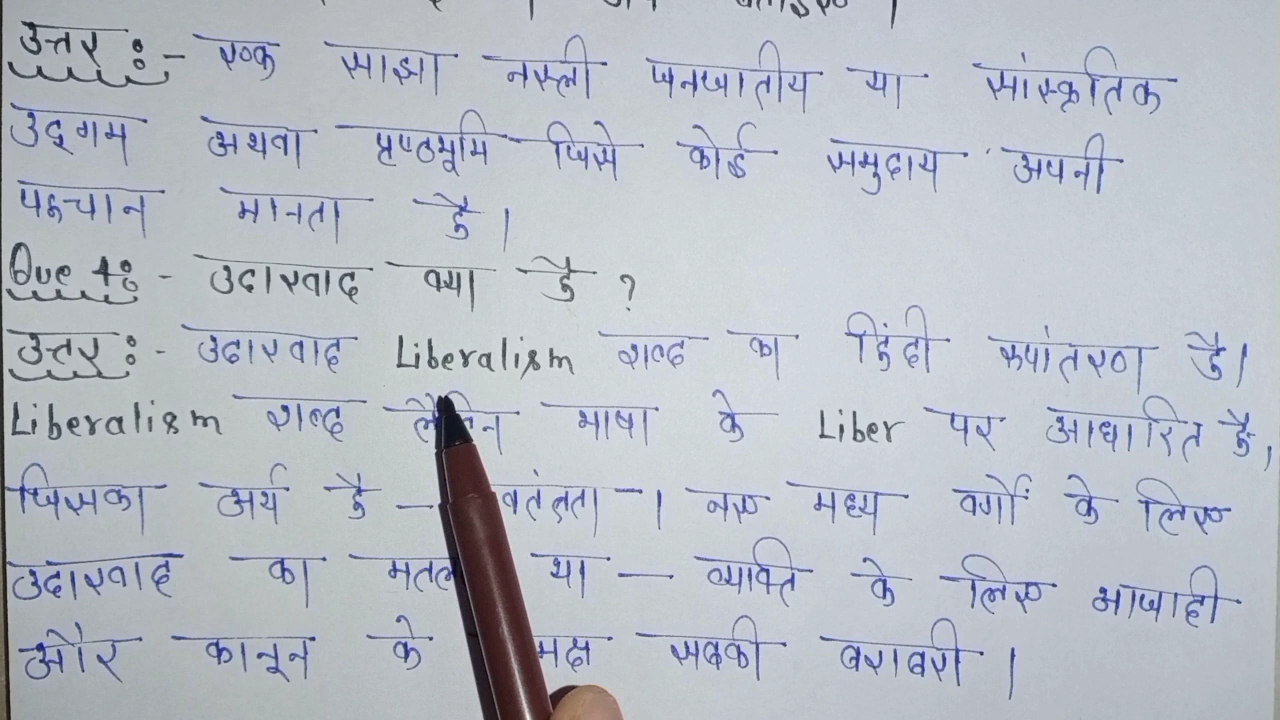 उत्तर :- एक साझा नस्ली जनजातीय या सांस्कृतिक
उद्गम अथवा पृष्ठभूमि जिसे कोई समुदाय अपनी
पहचान मानता है।
Que 4: - उदारवाद क्या है ?
उत्तर : - उदारवाद Liberalism शब्द का हिंदी रूपांतरण है।
Liberalism शब्द लैटिन भाषा के Liber पर आधारित है,
जिसका अर्थ है – वतंत्रता – । नए मध्य वर्गों के लिए
उदारवाद का मतल था – व्यक्ति के लिए आजादी
और कानून के मक्ष सबकी बराबरी ।